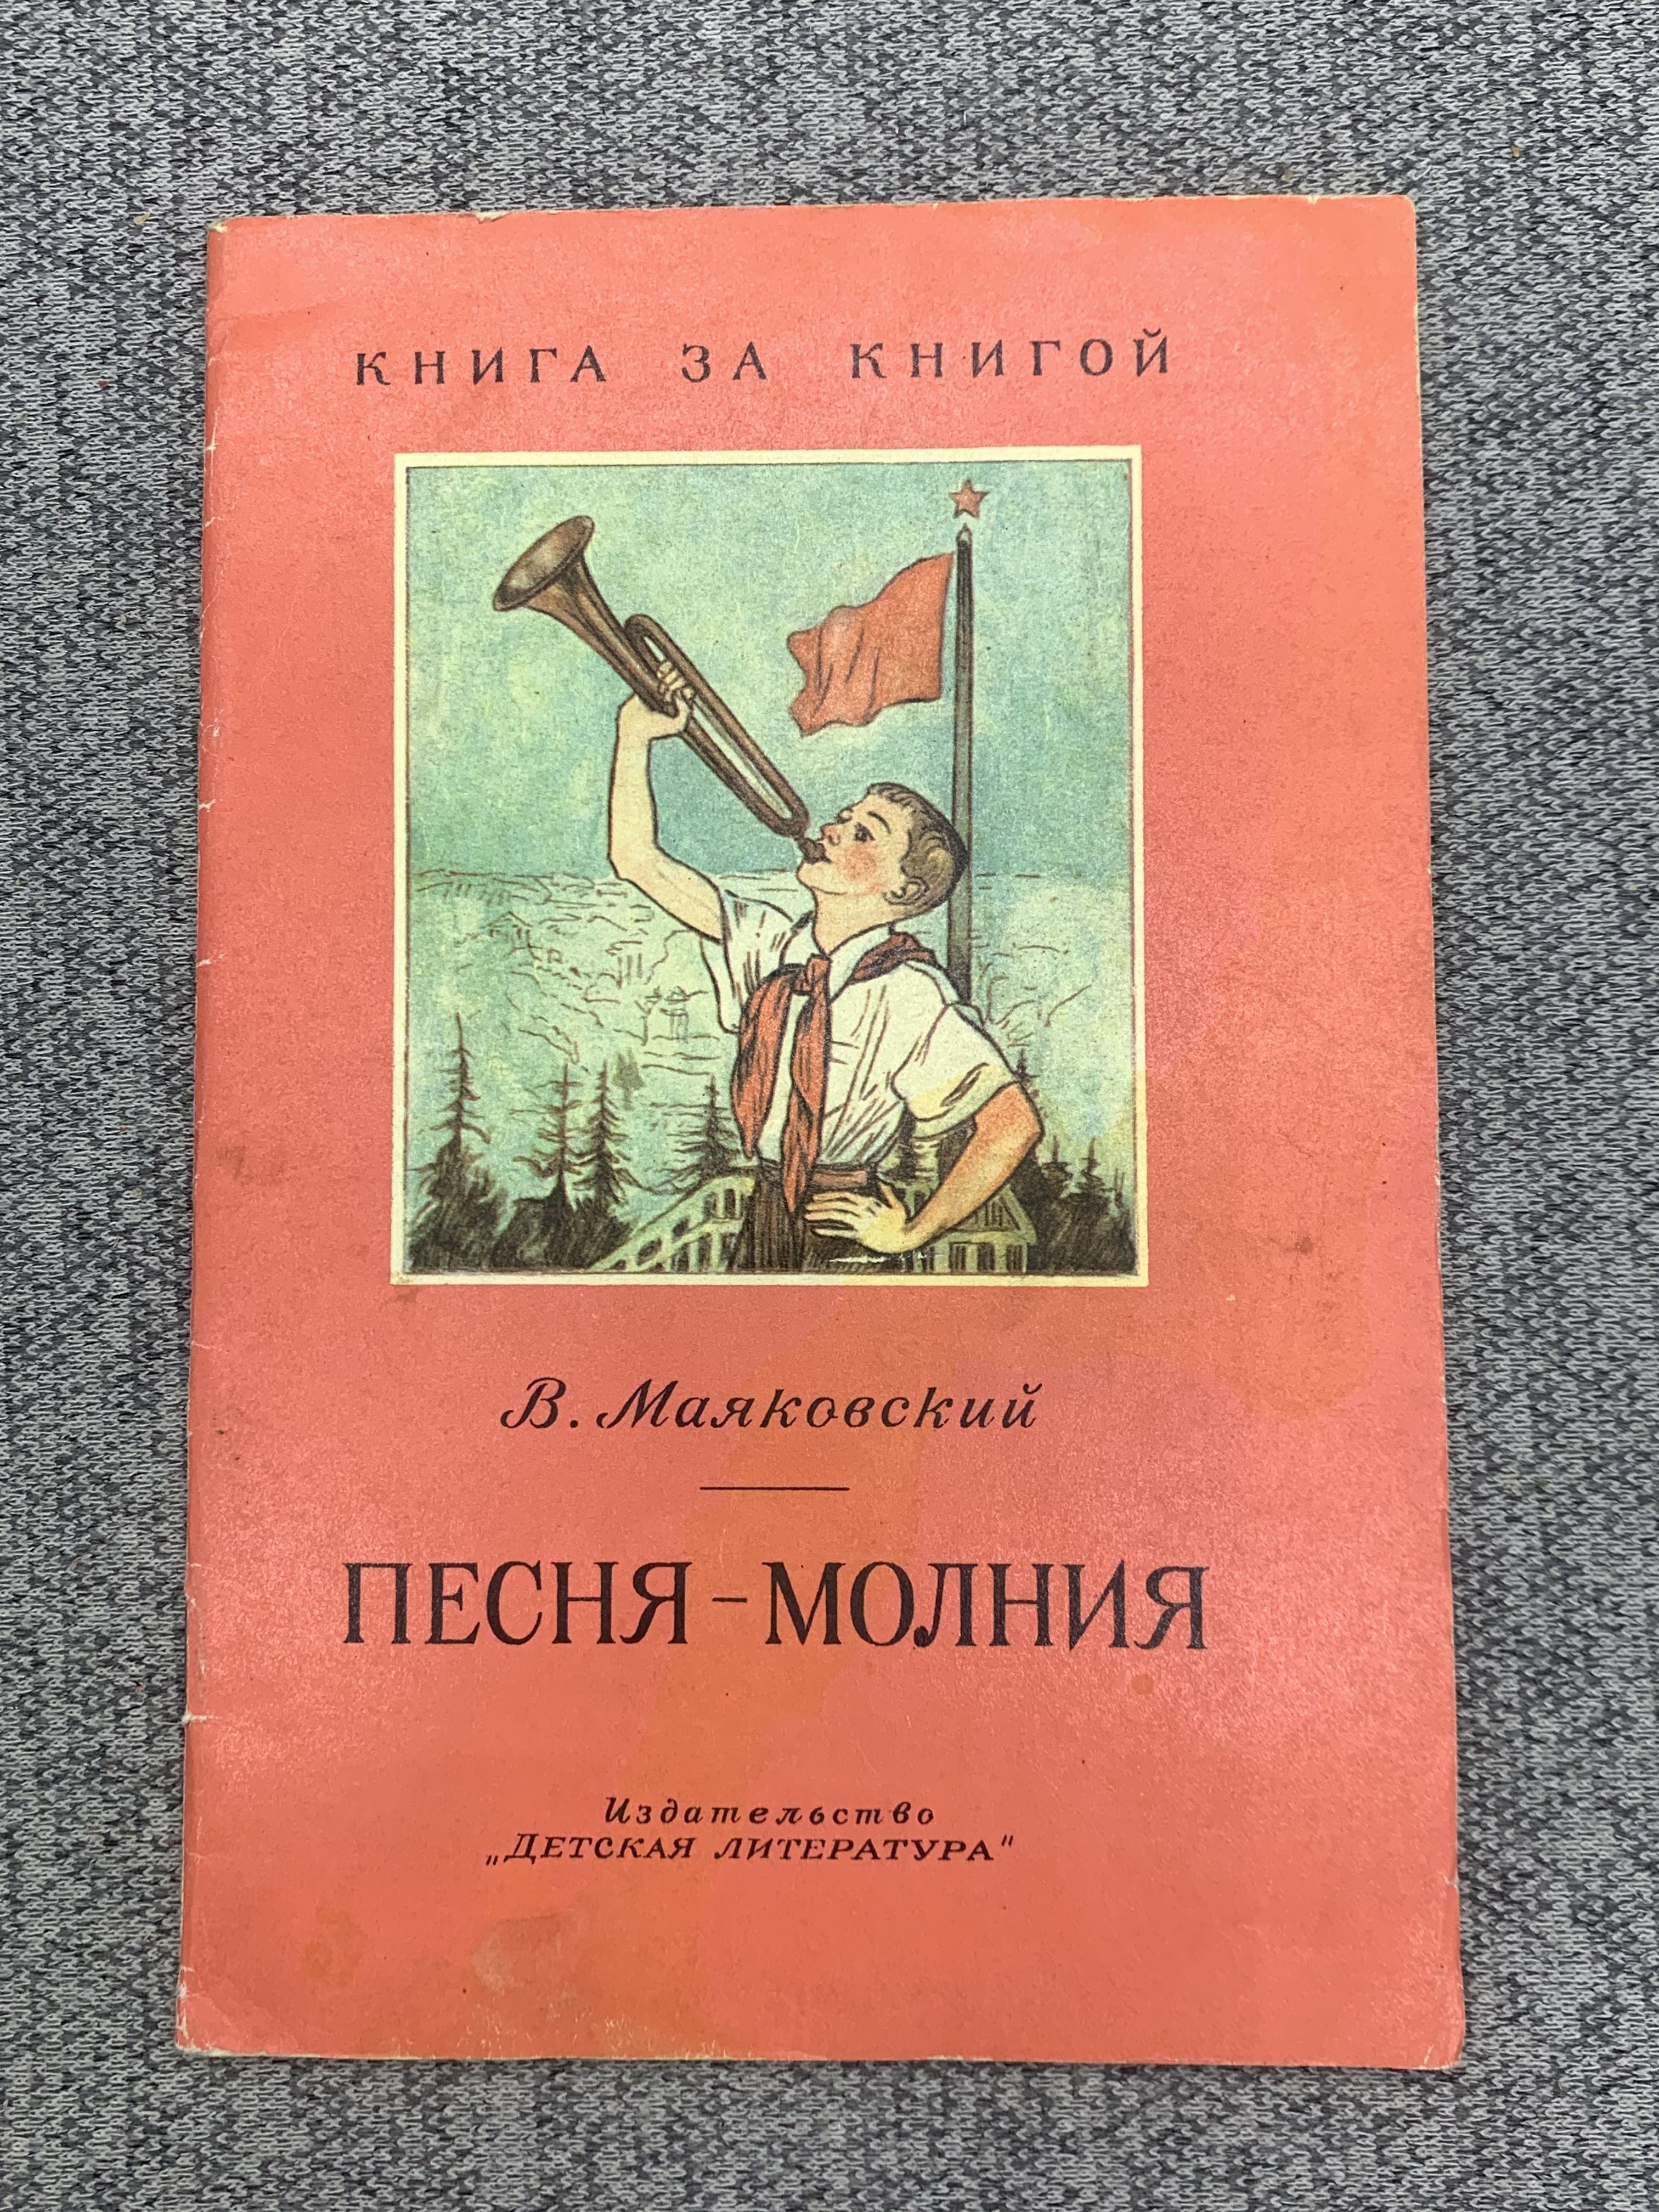 КНИГА ЗА КНИГОЙ
В. Маяковский
ПЕСНЯ-МОЛНИЯ
Издательство
„ДЕТСКАЯ ЛИТЕРАТУРА"